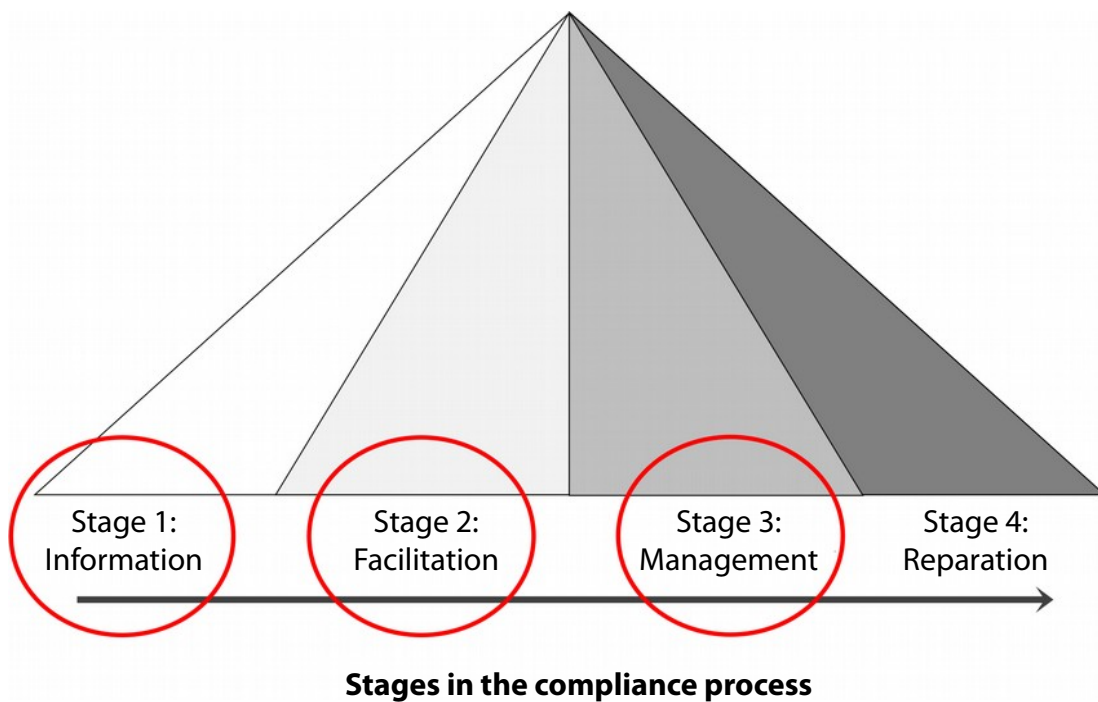 Stage 1:
Information
Stage 2:
Facilitation
Stage 3:
Management
Stage 4:
Reparation
Stages in the compliance process